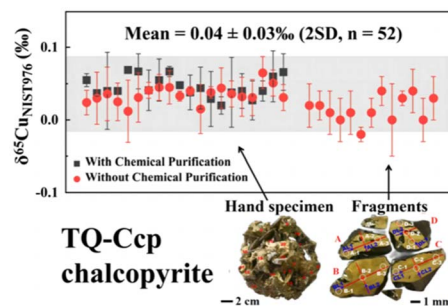 Mean = 0.04 ± 0.03‰ (2SD, n = 52)
δ⁶⁵Cu_NIST976 (‰)
0.1
0.0
-0.1
With Chemical Purification
Without Chemical Purification
Hand specimen
Fragments
TQ-Ccp
chalcopyrite
A
B
C
D
2 cm
1 mm